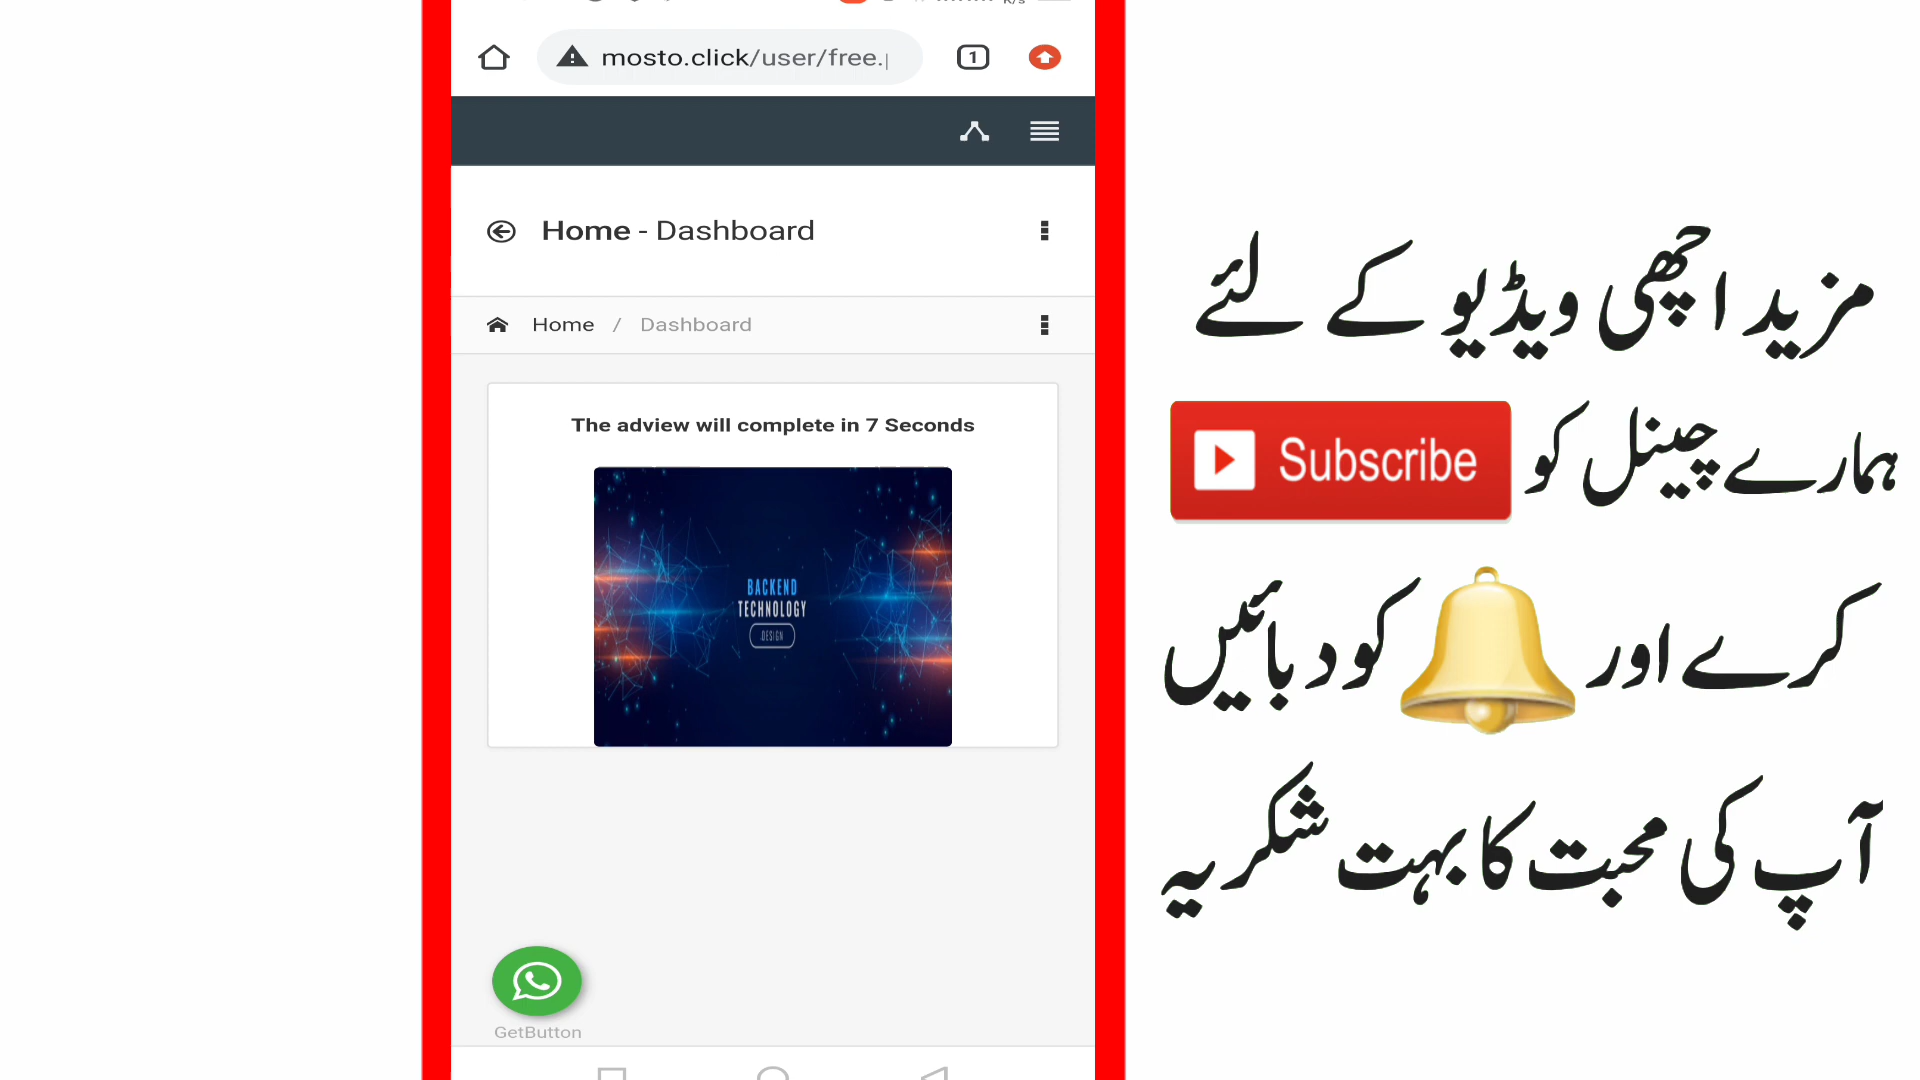 K/s
mosto.click/user/free.p
1
Home - Dashboard
Home / Dashboard
The adview will complete in 7 Seconds
BACKEND
TECHNOLOGY
.DESIGN
GetButton
مزید اچھی ویڈیو کے لئے
ہمارے چینل کو Subscribe
کرے اور کو دبائیں
آپ کی محبت کا بہت شکریہ